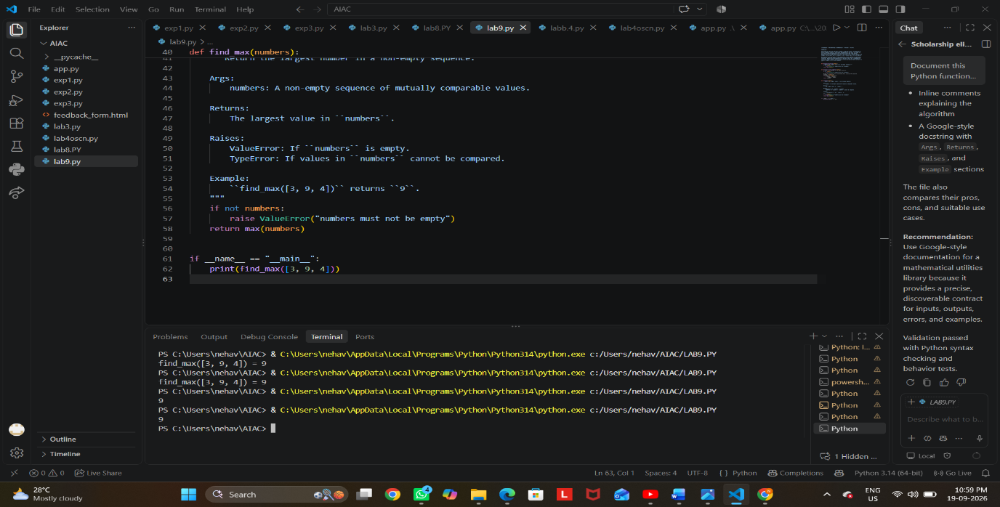 File Edit Selection View Go Run Terminal Help
AIAC
Explorer
AIAC
__pycache__
app.py
exp1.py
exp2.py
exp3.py
feedback_form.html
lab3.py
lab4oscn.py
lab8.PY
lab9.py
Outline
Timeline
exp1.py exp2.py exp3.py lab3.py lab8.PY lab9.py labb.4.py lab4oscn.py app.py .\ app.py C:\...\20
lab9.py > ...
40 def find_max(numbers):
41 Return the largest number in a non-empty sequence.
42
43 Args:
44 numbers: A non-empty sequence of mutually comparable values.
45
46 Returns:
47 The largest value in ``numbers``.
48
49 Raises:
50 ValueError: If ``numbers`` is empty.
51 TypeError: If values in ``numbers`` cannot be compared.
52
53 Example:
54 ``find_max([3, 9, 4])`` returns ``9``.
55 """
56 if not numbers:
57 raise ValueError("numbers must not be empty")
58 return max(numbers)
59
60
61 if __name__ == "__main__":
62 print(find_max([3, 9, 4]))
63
Problems Output Debug Console Terminal Ports
PS C:\Users\nehav\AIAC> & C:\Users\nehav\AppData\Local\Programs\Python\Python314\python.exe c:/Users/nehav/AIAC/LAB9.PY
find_max([3, 9, 4]) = 9
PS C:\Users\nehav\AIAC> & C:\Users\nehav\AppData\Local\Programs\Python\Python314\python.exe c:/Users/nehav/AIAC/LAB9.PY
find_max([3, 9, 4]) = 9
PS C:\Users\nehav\AIAC> & C:\Users\nehav\AppData\Local\Programs\Python\Python314\python.exe c:/Users/nehav/AIAC/LAB9.PY
9
PS C:\Users\nehav\AIAC> & C:\Users\nehav\AppData\Local\Programs\Python\Python314\python.exe c:/Users/nehav/AIAC/LAB9.PY
9
PS C:\Users\nehav\AIAC>
Python: l...
Python
Python
powersh...
Python
Python
Python
Python
1 Hidden ...
Chat
Scholarship eli...
Document this
Python function...
• Inline comments
explaining the
algorithm
• A Google-style
docstring with
Args, Returns,
Raises, and
Example sections
The file also
compares their pros,
cons, and suitable use
cases.
Recommendation:
Use Google-style
documentation for a
mathematical utilities
library because it
provides a precise,
discoverable contract
for inputs, outputs,
errors, and examples.
Validation passed
with Python syntax
checking and
behavior tests.
LAB9.PY
Describe what to b...
Local
0 0 Live Share Ln 63, Col 1 Spaces: 4 UTF-8 { } Python Completions Python 3.14 (64-bit) Go Live
28°C
Mostly cloudy
Search
4
ENG
US
10:59 PM
19-09-2026